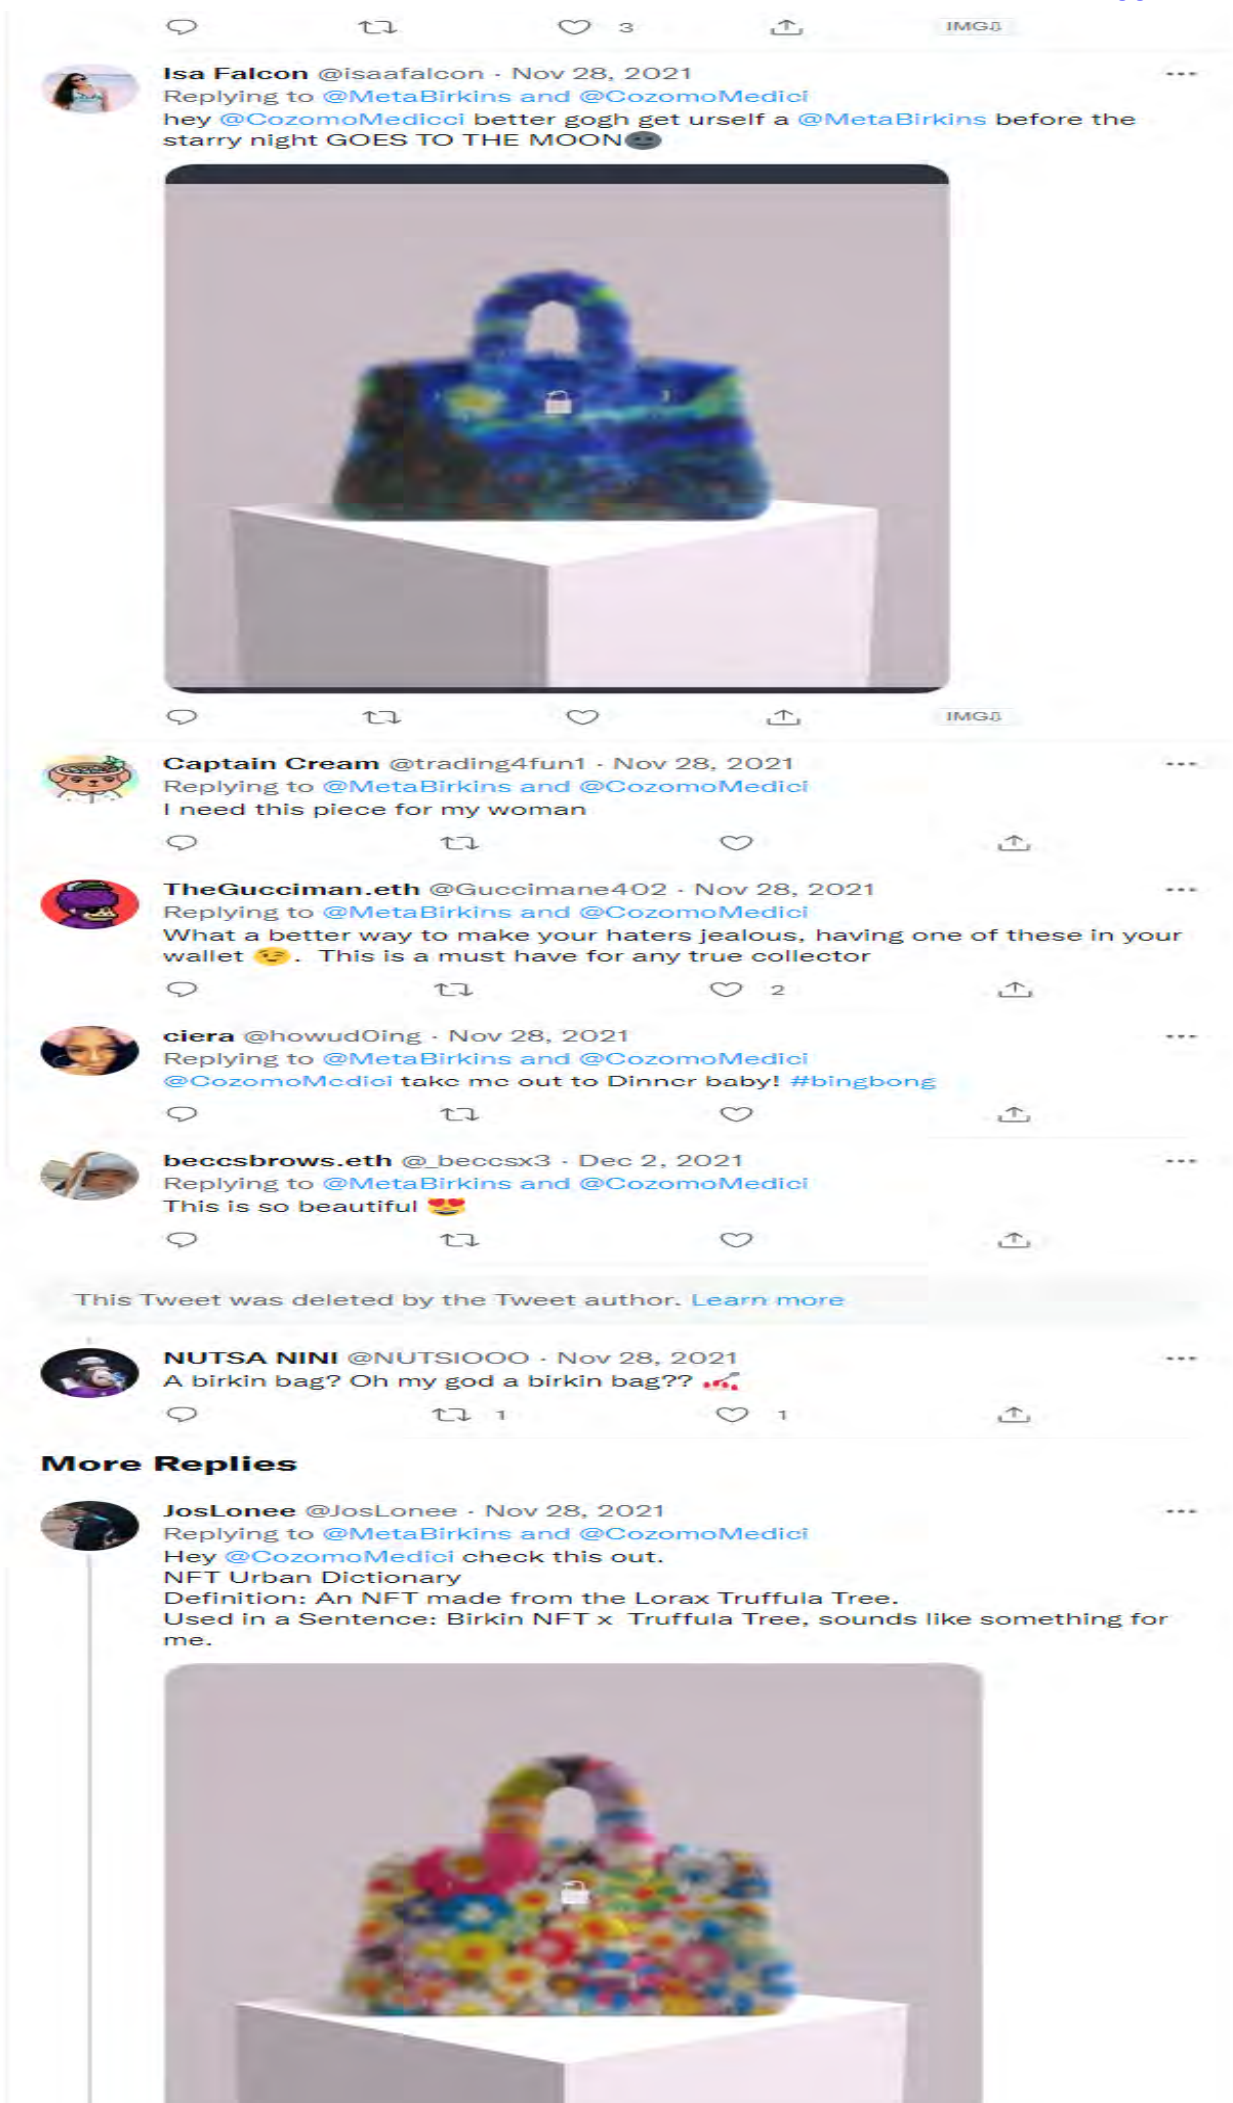 3 IMG⇩
Isa Falcon @isaafalcon · Nov 28, 2021
Replying to @MetaBirkins and @CozomoMedici
hey @CozomoMedicci better gogh get urself a @MetaBirkins before the
starry night GOES TO THE MOON🌚
IMG⇩
Captain Cream @trading4fun1 · Nov 28, 2021
Replying to @MetaBirkins and @CozomoMedici
I need this piece for my woman
TheGucciman.eth @Guccimane402 · Nov 28, 2021
Replying to @MetaBirkins and @CozomoMedici
What a better way to make your haters jealous, having one of these in your
wallet 😉. This is a must have for any true collector
2
ciera @howud0ing · Nov 28, 2021
Replying to @MetaBirkins and @CozomoMedici
@CozomoMedici take me out to Dinner baby! #bingbong
beccsbrows.eth @_beccsx3 · Dec 2, 2021
Replying to @MetaBirkins and @CozomoMedici
This is so beautiful 😍
This Tweet was deleted by the Tweet author. Learn more
NUTSA NINI @NUTSIOOO · Nov 28, 2021
A birkin bag? Oh my god a birkin bag??
1 1
More Replies
JosLonee @JosLonee · Nov 28, 2021
Replying to @MetaBirkins and @CozomoMedici
Hey @CozomoMedici check this out.
NFT Urban Dictionary
Definition: An NFT made from the Lorax Truffula Tree.
Used in a Sentence: Birkin NFT x Truffula Tree, sounds like something for
me.